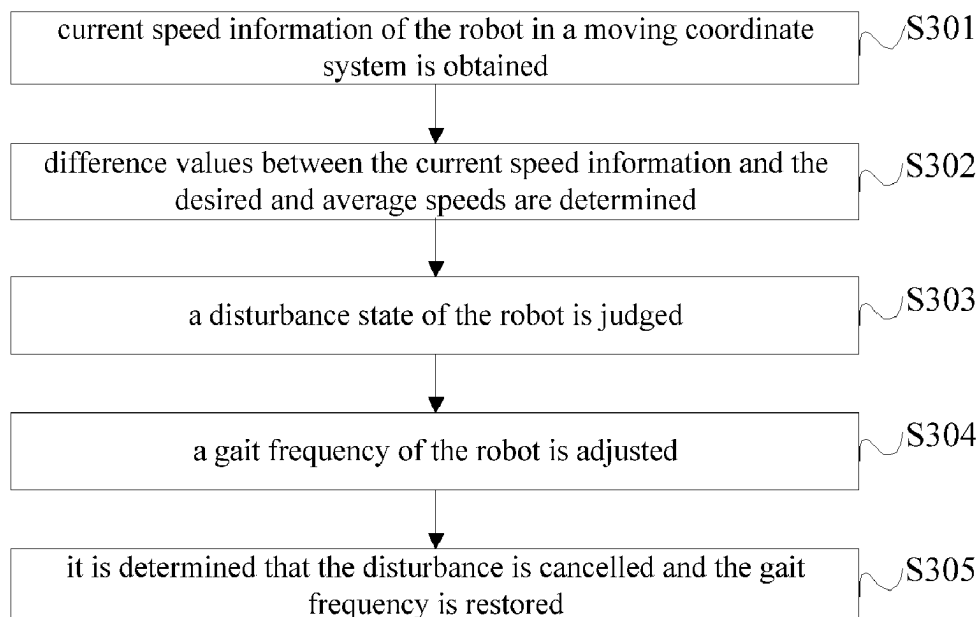 current speed information of the robot in a moving coordinate
system is obtained
S301
difference values between the current speed information and the
desired and average speeds are determined
S302
a disturbance state of the robot is judged
S303
a gait frequency of the robot is adjusted
S304
it is determined that the disturbance is cancelled and the gait
frequency is restored
S305